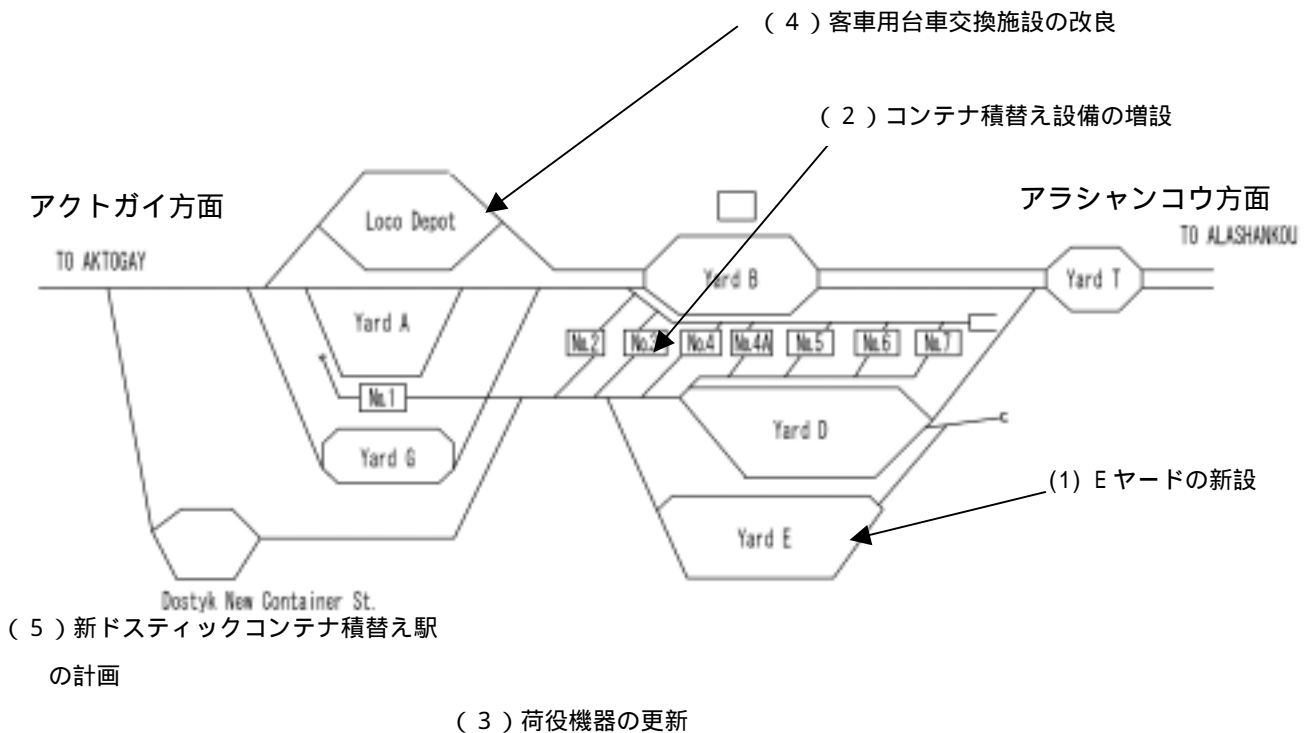 （４）客車用台車交換施設の改良
（２）コンテナ積替え設備の増設
アクトガイ方面
アラシャンコウ方面
TO ALASHANKOU
TO AKTOGAY
Loco Depot
Yard B
Yard T
Yard A
No.2
No.3
No.4
No.4A
No.5
No.6
No.7
No.1
Yard D
Yard G
(1) Eヤードの新設
Yard E
Dostyk New Container St.
（５）新ドスティックコンテナ積替え駅
の計画
（３）荷役機器の更新